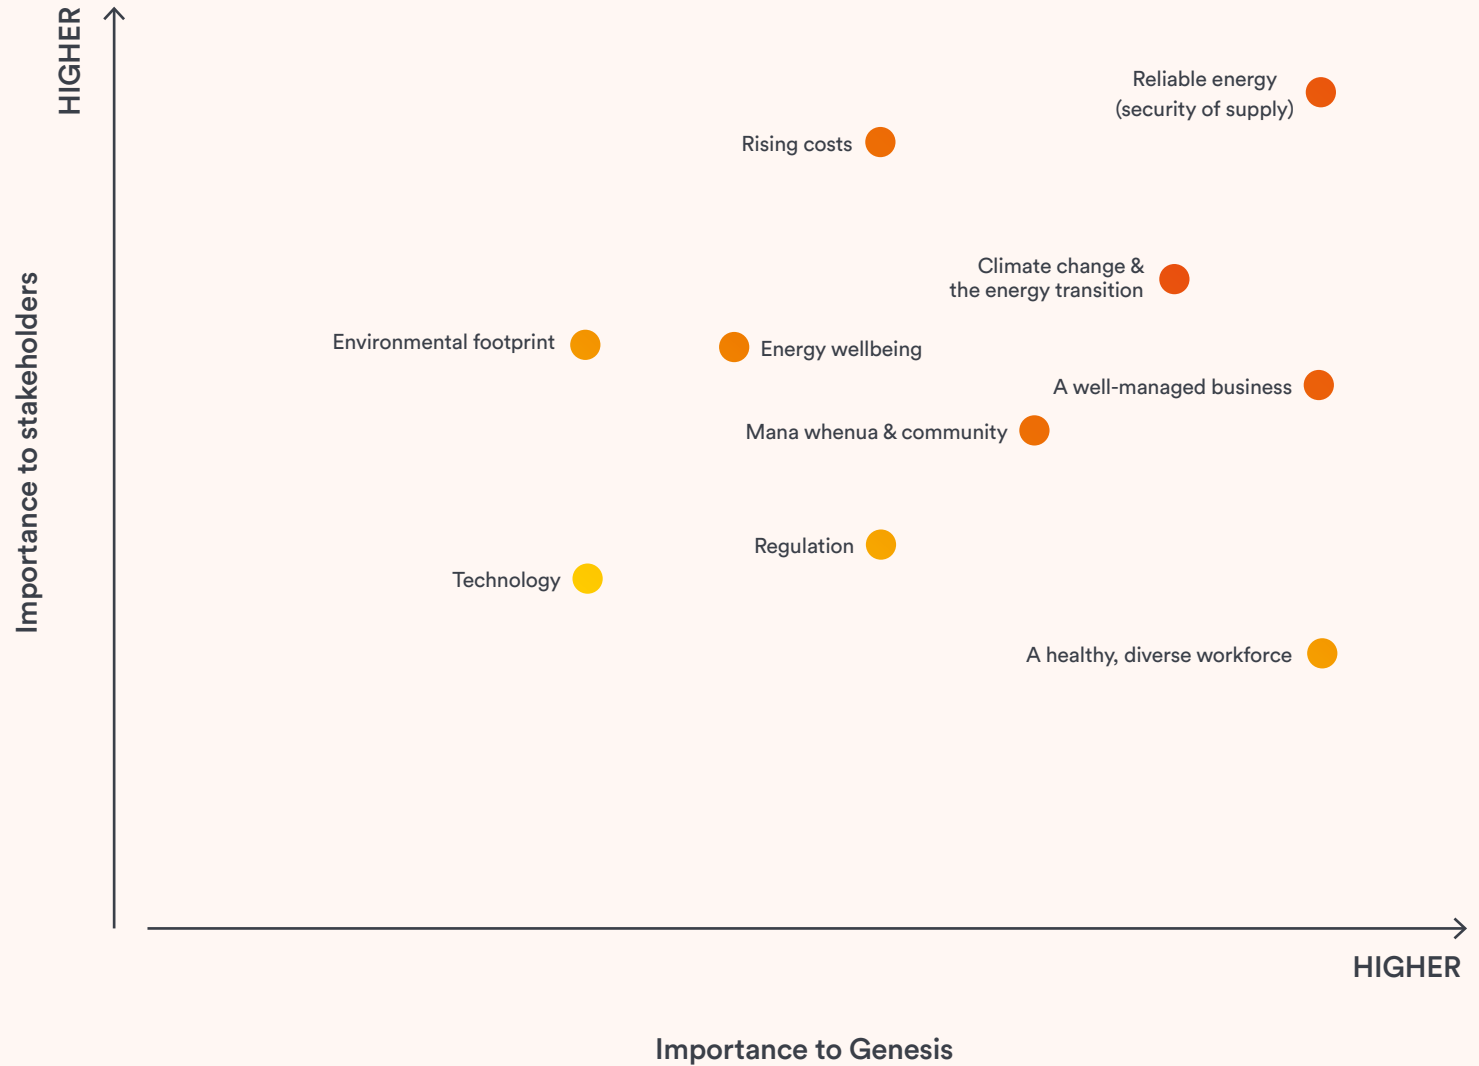 HIGHER
Reliable energy
(security of supply)
Rising costs
Climate change &
the energy transition
Environmental footprint
Energy wellbeing
A well-managed business
Mana whenua & community
Importance to stakeholders
Regulation
Technology
A healthy, diverse workforce
HIGHER
Importance to Genesis